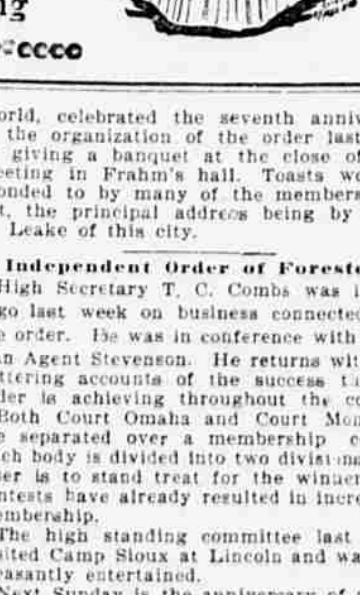 ng
cccc
orld, celebrated the seventh anniv
the organization of the order last
giving a banquet at the close of
eeting in Frahm's hall. Toasts we
onded to by many of the members
t, the principal address being by
Leake of this city.
Independent Order of Foreste
High Secretary T. C. Combs was i
go last week on business connected
e order. He was in conference with
an Agent Stevenson. He returns wit
ttering accounts of the success t
der is achieving throughout the co
Both Court Omaha and Court Mon
e separated over a membership c
ch body is divided into two divisions
er is to stand treat for the winner
ntests have already resulted in incre
embership.
The high standing committee last
sited Camp Sioux at Lincoln and wa
easantly entertained.
Next Sunday is the anniversary of